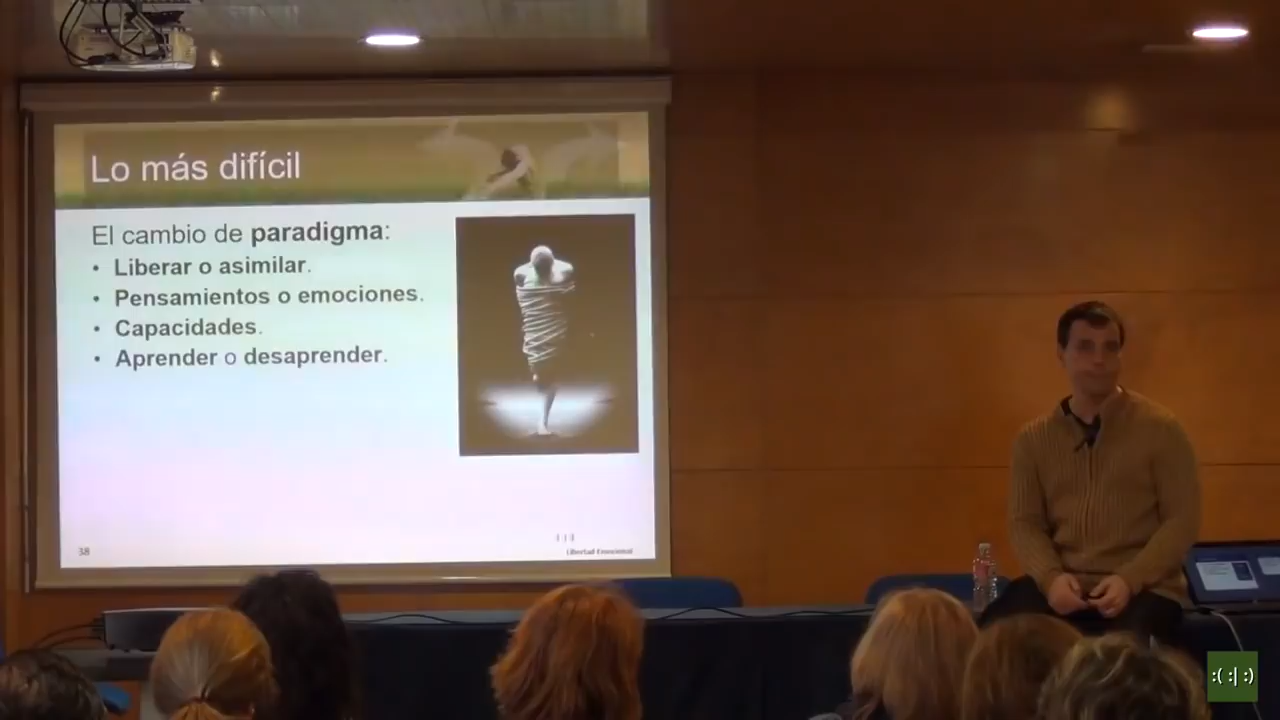 Lo más difícil
El cambio de paradigma:
• Liberar o asimilar.
• Pensamientos o emociones.
• Capacidades.
• Aprender o desaprender.
38
Libertad Emocional
:( :| :)